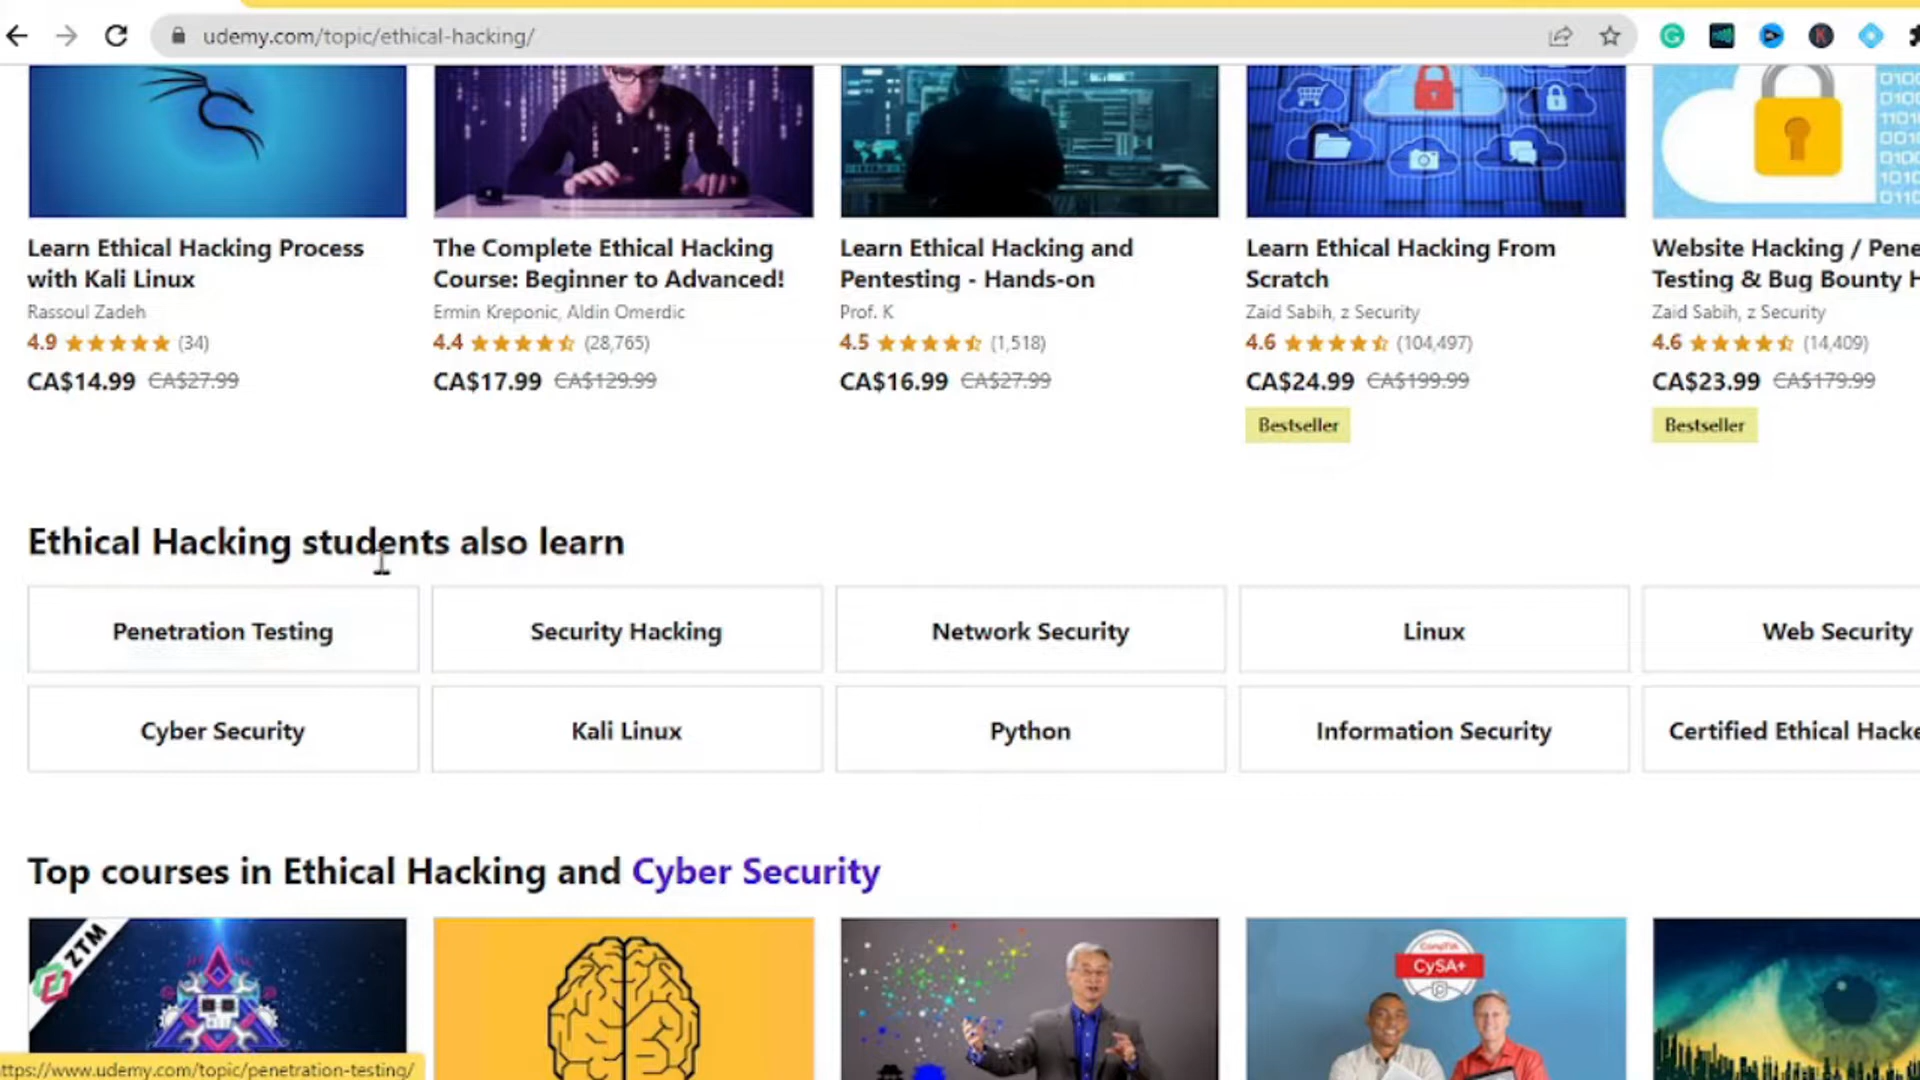 udemy.com/topic/ethical-hacking/
Learn Ethical Hacking Process
with Kali Linux
Rassoul Zadeh
4.9 (34)
CA$14.99 CA$27.99
The Complete Ethical Hacking
Course: Beginner to Advanced!
Ermin Kreponic, Aldin Omerdic
4.4 (28,765)
CA$17.99 CA$129.99
Learn Ethical Hacking and
Pentesting - Hands-on
Prof. K
4.5 (1,518)
CA$16.99 CA$27.99
Learn Ethical Hacking From
Scratch
Zaid Sabih, z Security
4.6 (104,497)
CA$24.99 CA$199.99
Bestseller
Website Hacking / Pene
Testing & Bug Bounty H
Zaid Sabih, z Security
4.6 (14,409)
CA$23.99 CA$179.99
Bestseller
Ethical Hacking students also learn
Penetration Testing
Security Hacking
Network Security
Linux
Web Security
Cyber Security
Kali Linux
Python
Information Security
Certified Ethical Hacke
Top courses in Ethical Hacking and Cyber Security
ZTM
CompTIA
CySA+
ttps://www.udemy.com/topic/penetration-testing/